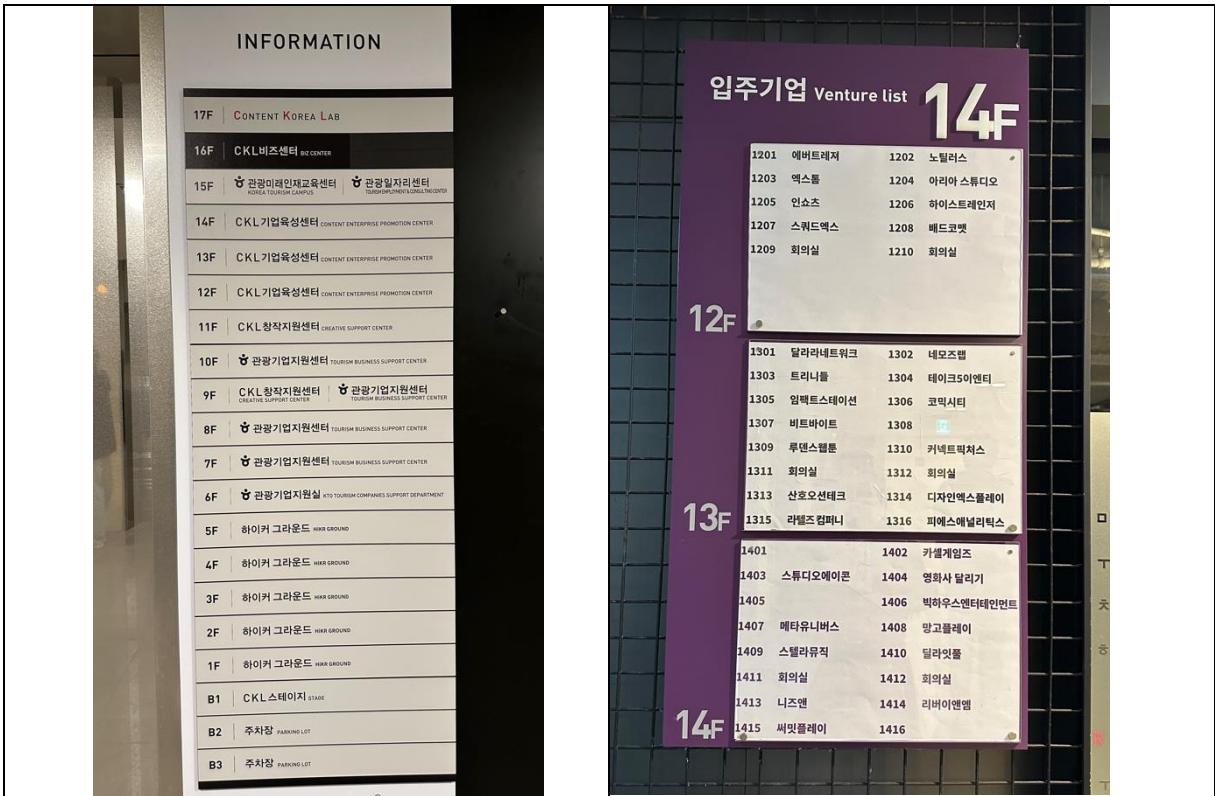 INFORMATION
17F CONTENT KOREA LAB
16F CKL비즈센터 BIZ CENTER
15F 관광미래인재교육센터 KOREA TOURISM CAMPUS 관광일자리센터 TOURISM EMPLOYMENT & CONSULTING CENTER
14F CKL기업육성센터 CONTENT ENTERPRISE PROMOTION CENTER
13F CKL기업육성센터 CONTENT ENTERPRISE PROMOTION CENTER
12F CKL기업육성센터 CONTENT ENTERPRISE PROMOTION CENTER
11F CKL창작지원센터 CREATIVE SUPPORT CENTER
10F 관광기업지원센터 TOURISM BUSINESS SUPPORT CENTER
9F CKL창작지원센터 CREATIVE SUPPORT CENTER 관광기업지원센터 TOURISM BUSINESS SUPPORT CENTER
8F 관광기업지원센터 TOURISM BUSINESS SUPPORT CENTER
7F 관광기업지원센터 TOURISM BUSINESS SUPPORT CENTER
6F 관광기업지원실 KTO TOURISM COMPANIES SUPPORT DEPARTMENT
5F 하이커 그라운드 HIKR GROUND
4F 하이커 그라운드 HIKR GROUND
3F 하이커 그라운드 HIKR GROUND
2F 하이커 그라운드 HIKR GROUND
1F 하이커 그라운드 HIKR GROUND
B1 CKL스테이지 STAGE
B2 주차장 PARKING LOT
B3 주차장 PARKING LOT
입주기업 Venture list 14F
1201 에버트레져 1202 노틸러스
1203 엑스톰 1204 아리아 스튜디오
1205 인쇼츠 1206 하이스트레인저
1207 스쿼드엑스 1208 배드코맷
1209 회의실 1210 회의실
12F
1301 달라라네트워크 1302 네모즈랩
1303 트리니들 1304 테이크5이엔티
1305 임팩트스테이션 1306 코믹시티
1307 비트바이트 1308
1309 루덴스웹툰 1310 커넥트픽처스
1311 회의실 1312 회의실
1313 산호오션테크 1314 디자인엑스플레이
1315 라텔즈컴퍼니 1316 피에스애널리틱스
13F
1401 1402 카셀게임즈
1403 스튜디오에이콘 1404 영화사 달리기
1405 1406 빅하우스엔터테인먼트
1407 메타유니버스 1408 망고플레이
1409 스텔라뮤직 1410 딜라잇풀
1411 회의실 1412 회의실
1413 니즈앤 1414 리버이앤엠
1415 써밋플레이 1416
14F